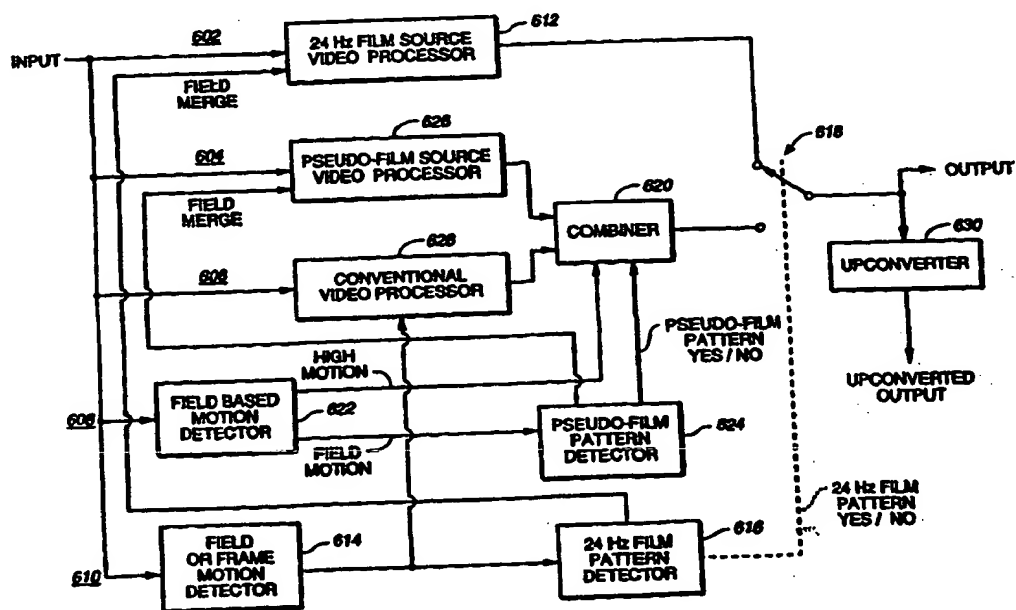 602
24 Hz FILM SOURCE
VIDEO PROCESSOR
612
INPUT
FIELD
MERGE
626
604
PSEUDO-FILM SOURCE
VIDEO PROCESSOR
618
FIELD
MERGE
620
COMBINER
OUTPUT
630
UPCONVERTER
628
608
CONVENTIONAL
VIDEO PROCESSOR
PSEUDO-FILM
PATTERN
YES / NO
UPCONVERTED
OUTPUT
HIGH
MOTION
606
FIELD BASED
MOTION
DETECTOR
622
FIELD
MOTION
PSEUDO-FILM
PATTERN
DETECTOR
624
24 Hz FILM
PATTERN
YES / NO
610
FIELD
OR FRAME
MOTION
DETECTOR
614
24 Hz FILM
PATTERN
DETECTOR
616